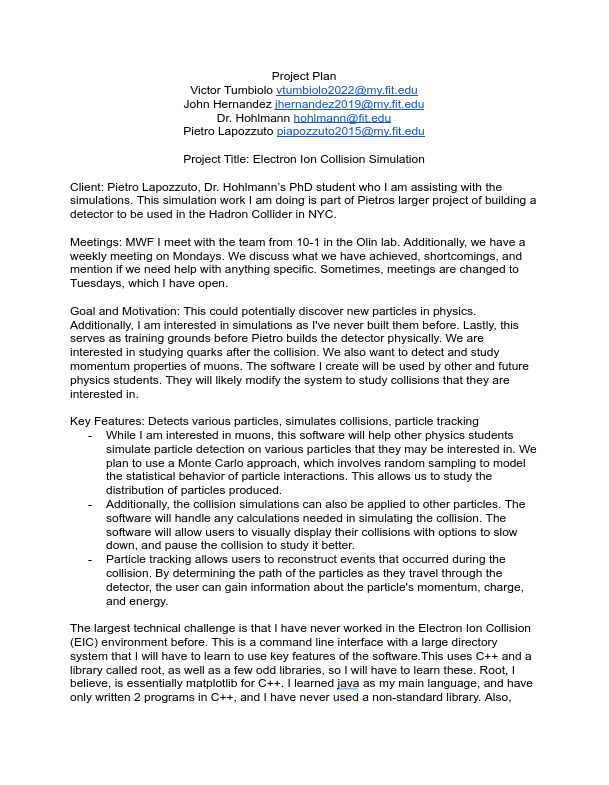 Project Plan
Victor Tumbiolo vtumbiolo2022@my.fit.edu
John Hernandez jhernandez2019@my.fit.edu
Dr. Hohlmann hohlmann@fit.edu
Pietro Lapozzuto piapozzuto2015@my.fit.edu
Project Title: Electron Ion Collision Simulation
Client: Pietro Lapozzuto, Dr. Hohlmann's PhD student who I am assisting with the
simulations. This simulation work I am doing is part of Pietros larger project of building a
detector to be used in the Hadron Collider in NYC.
Meetings: MWF I meet with the team from 10-1 in the Olin lab. Additionally, we have a
weekly meeting on Mondays. We discuss what we have achieved, shortcomings, and
mention if we need help with anything specific. Sometimes, meetings are changed to
Tuesdays, which I have open.
Goal and Motivation: This could potentially discover new particles in physics.
Additionally, I am interested in simulations as I've never built them before. Lastly, this
serves as training grounds before Pietro builds the detector physically. We are
interested in studying quarks after the collision. We also want to detect and study
momentum properties of muons. The software I create will be used by other and future
physics students. They will likely modify the system to study collisions that they are
interested in.
Key Features: Detects various particles, simulates collisions, particle tracking
- While I am interested in muons, this software will help other physics students
simulate particle detection on various particles that they may be interested in. We
plan to use a Monte Carlo approach, which involves random sampling to model
the statistical behavior of particle interactions. This allows us to study the
distribution of particles produced.
- Additionally, the collision simulations can also be applied to other particles. The
software will handle any calculations needed in simulating the collision. The
software will allow users to visually display their collisions with options to slow
down, and pause the collision to study it better.
- Particle tracking allows users to reconstruct events that occurred during the
collision. By determining the path of the particles as they travel through the
detector, the user can gain information about the particle's momentum, charge,
and energy.
The largest technical challenge is that I have never worked in the Electron Ion Collision
(EIC) environment before. This is a command line interface with a large directory
system that I will have to learn to use key features of the software.This uses C++ and a
library called root, as well as a few odd libraries, so I will have to learn these. Root, I
believe, is essentially matplotlib for C++. I learned java as my main language, and have
only written 2 programs in C++, and I have never used a non-standard library. Also,